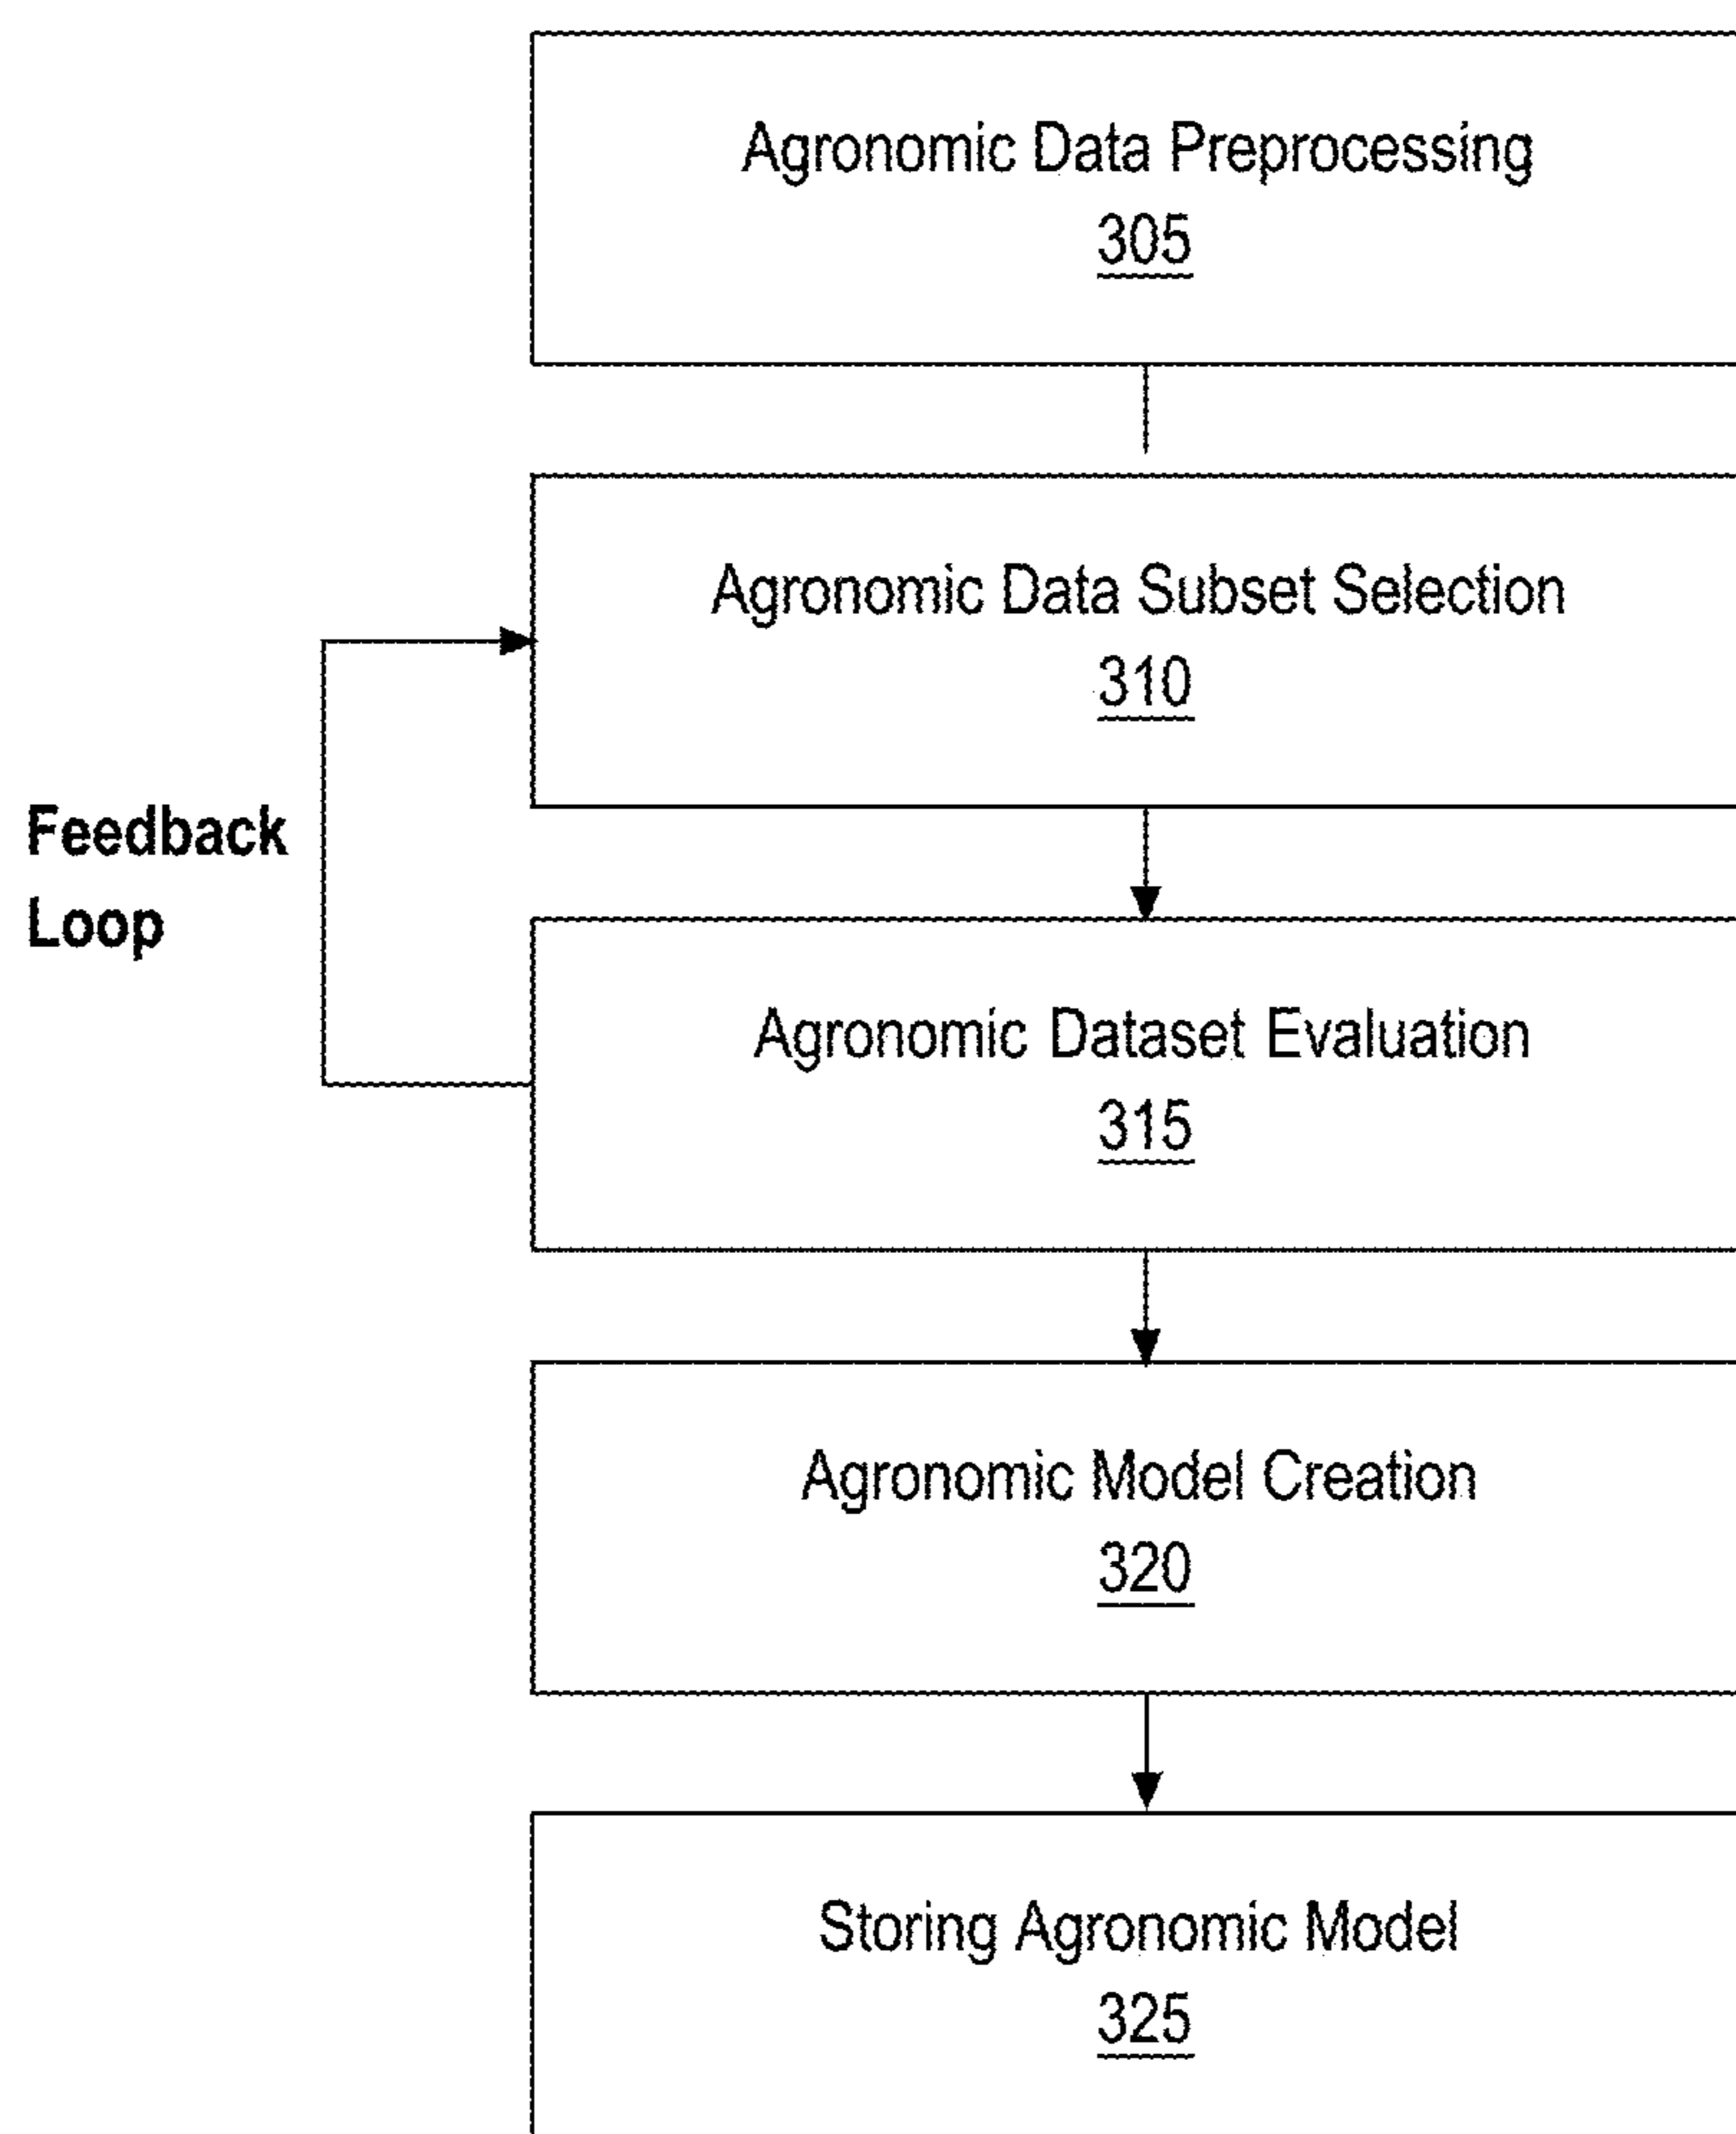 Agronomic Data Preprocessing
305
Agronomic Data Subset Selection
310
Feedback
Loop
Agronomic Dataset Evaluation
315
Agronomic Model Creation
320
Storing Agronomic Model
325